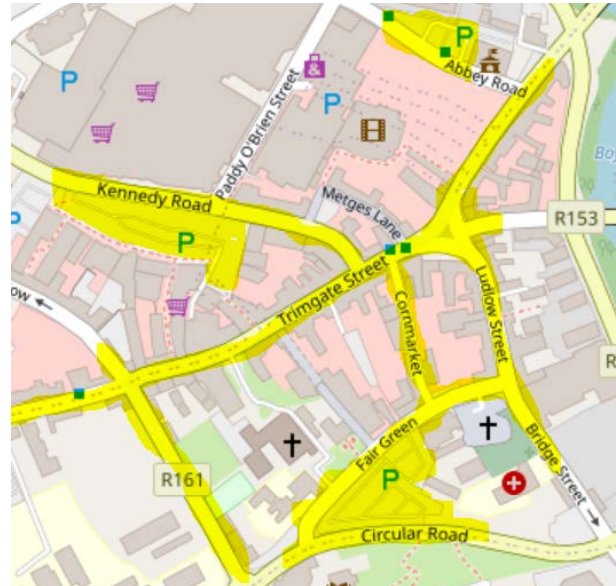 P
Abbey Road
P
&
P
Paddy O'Brien Street
Kennedy Road
Metges Lane
R153
P
P
Trimgate Street
Cornmarket
Ludlow Street
Fair Green
R161
P
Bridge Street
Circular Road